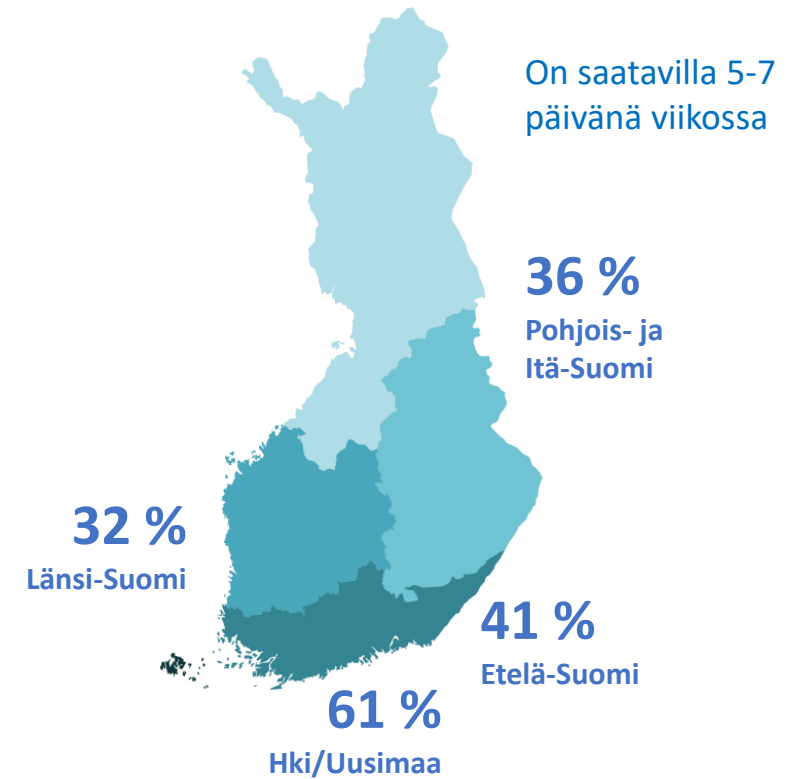 On saatavilla 5-7
päivänä viikossa
36 %
Pohjois- ja
Itä-Suomi
32 %
Länsi-Suomi
41 %
Etelä-Suomi
61 %
Hki/Uusimaa